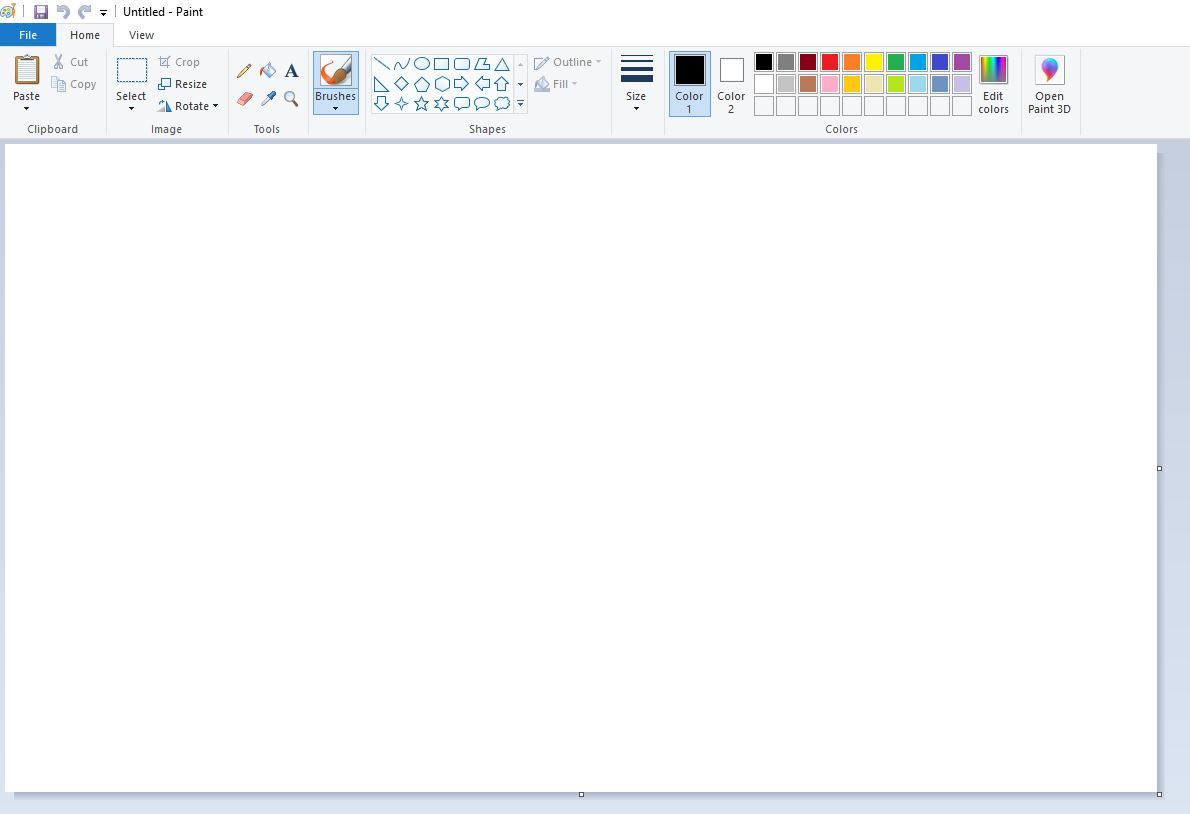 Untitled - Paint
File Home View
Paste
Cut
Copy
Clipboard
Select
Crop
Resize
Rotate
Image
A
Tools
Brushes
Shapes
Outline
Fill
Size
Color
1
Color
2
Edit
colors
Colors
Open
Paint 3D